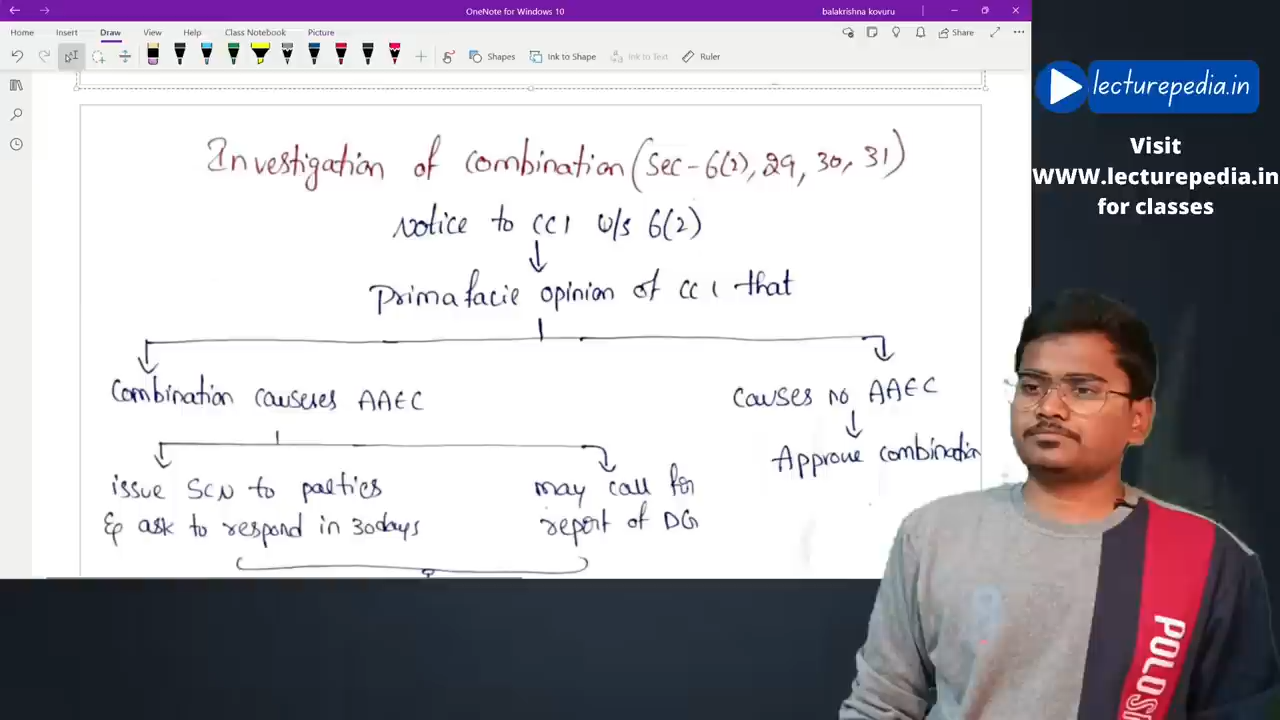 OneNote for Windows 10
balakrishna kovuru
Home Insert Draw View Help Class Notebook Picture
Share
Shapes Ink to Shape Ink to Text Ruler
Investigation of combination (Sec-6(2), 29, 30, 31)
Notice to CCI u/s 6(2)
Primafacie opinion of CCI that
Combination causeres AAEC
causes no AAEC
Approve combination
issue SCN to parties
& ask to respond in 30days
may call for
report of DG
lecturepedia.in
Visit
WWW.lecturepedia.in
for classes
POLO S